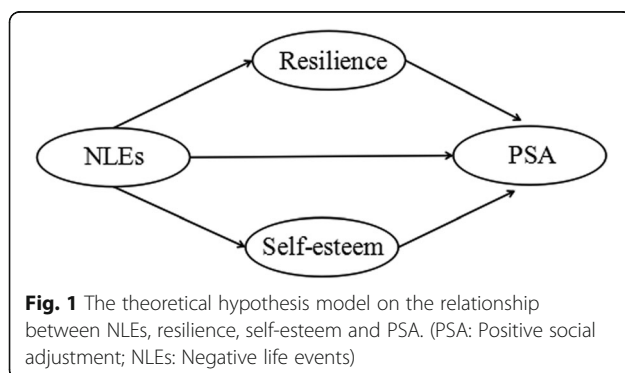 Resilience
NLEs
PSA
Self-esteem
Fig. 1 The theoretical hypothesis model on the relationship
between NLEs, resilience, self-esteem and PSA. (PSA: Positive social
adjustment; NLEs: Negative life events)